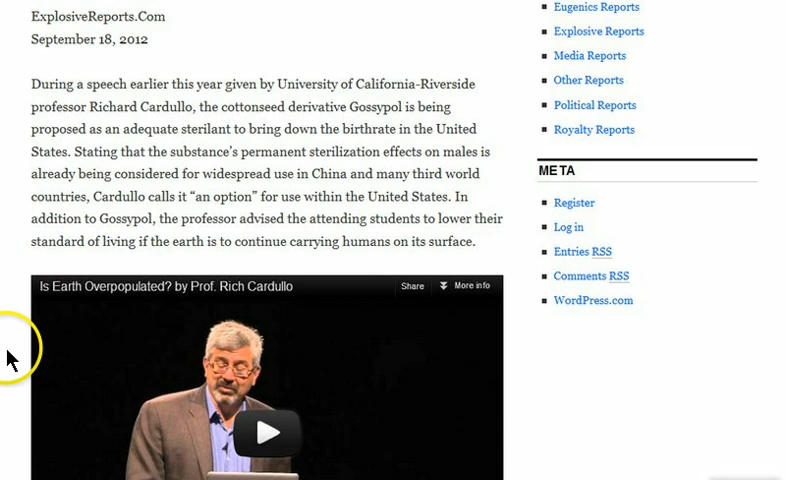 ExplosiveReports.Com
September 18, 2012
During a speech earlier this year given by University of California-Riverside
professor Richard Cardullo, the cottonseed derivative Gossypol is being
proposed as an adequate sterilant to bring down the birthrate in the United
States. Stating that the substance's permanent sterilization effects on males is
already being considered for widespread use in China and many third world
countries, Cardullo calls it “an option” for use within the United States. In
addition to Gossypol, the professor advised the attending students to lower their
standard of living if the earth is to continue carrying humans on its surface.
Is Earth Overpopulated? by Prof. Rich Cardullo
Share
More info
Eugenics Reports
Explosive Reports
Media Reports
Other Reports
Political Reports
Royalty Reports
META
Register
Log in
Entries RSS
Comments RSS
WordPress.com